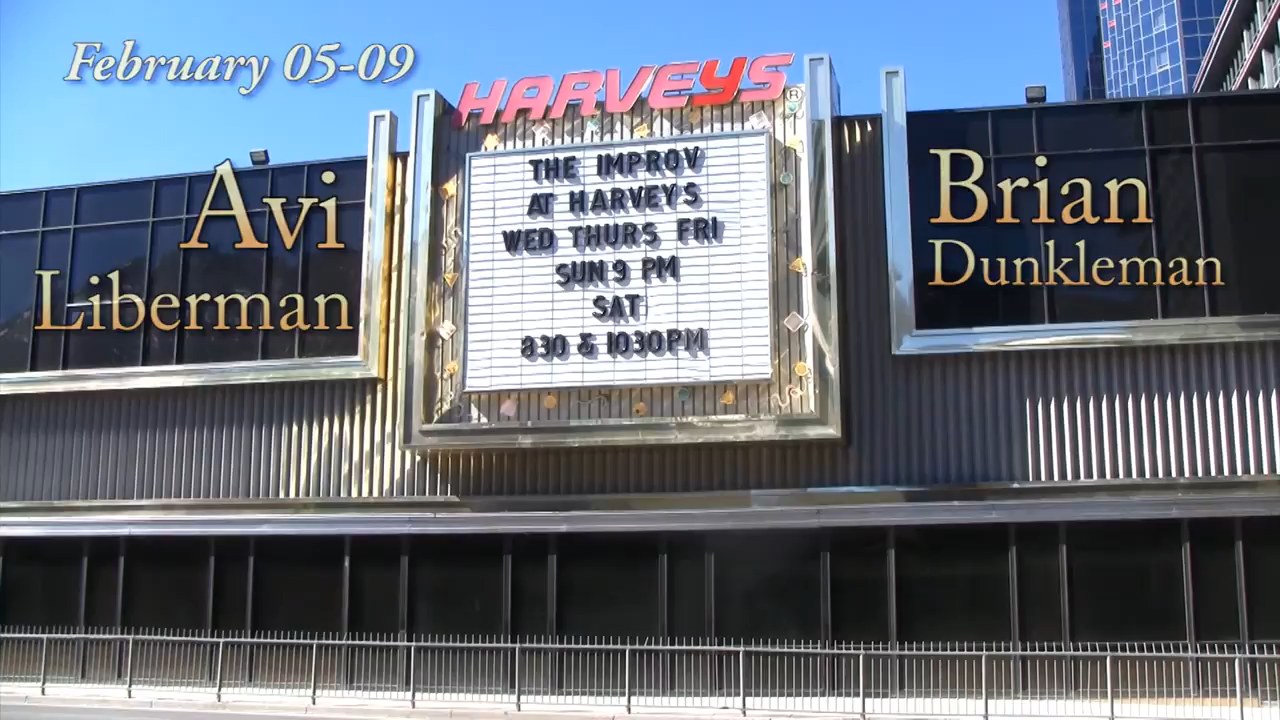 February 05-09
HARVEYS®
THE IMPROV
AT HARVEYS
WED THURS FRI
SUN 9 PM
SAT
830 & 1030PM
Avi
Liberman
Brian
Dunkleman